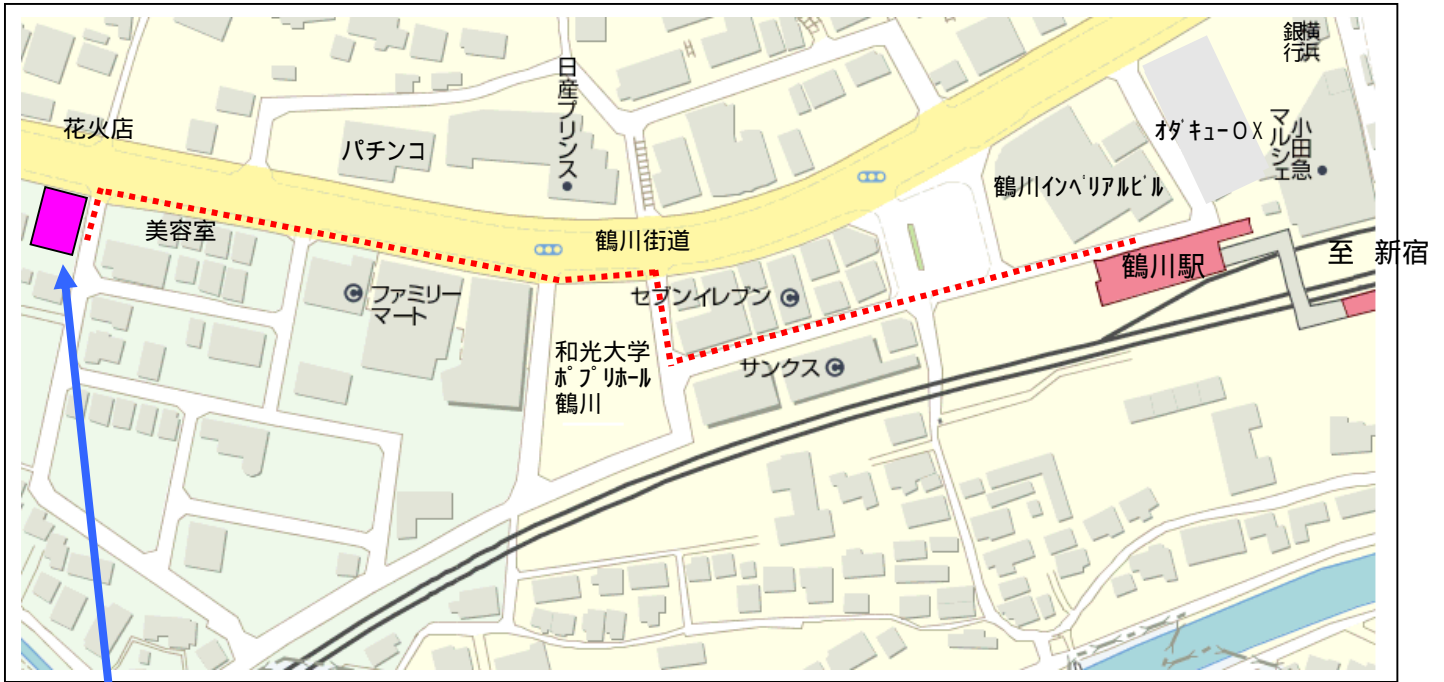 横浜
銀行
日産プリンス
花火店
パチンコ
オダキューOX
小田急
マルシェ
鶴川インペリアルビル
美容室
鶴川街道
至 新宿
鶴川駅
ファミリー
マート
セブンイレブン
和光大学
ポプリホール
鶴川
サンクス